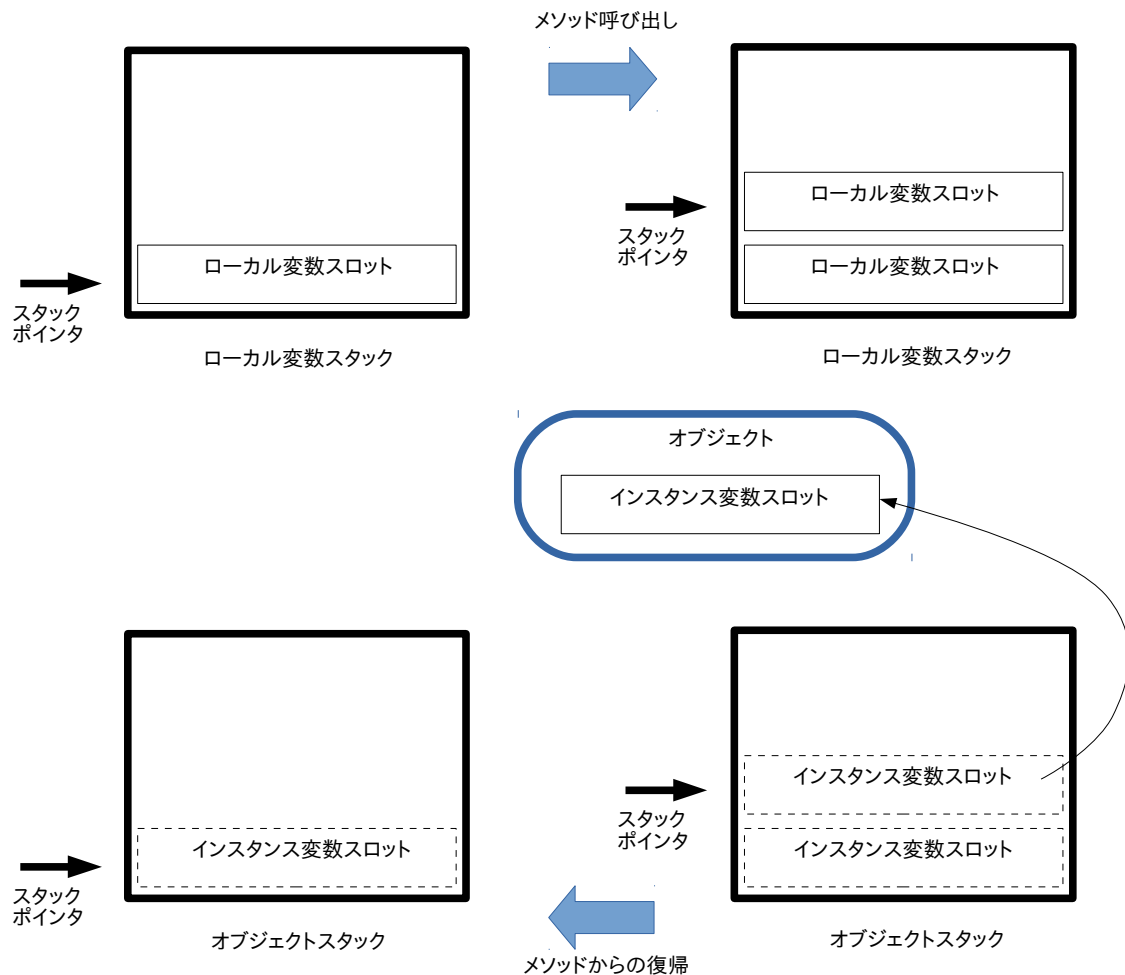 メソッド呼び出し
ローカル変数スロット
スタック
ポインタ
ローカル変数スタック
ローカル変数スロット
スタック
ポインタ
ローカル変数スロット
ローカル変数スタック
オブジェクト
インスタンス変数スロット
インスタンス変数スロット
スタック
ポインタ
オブジェクトスタック
インスタンス変数スロット
スタック
ポインタ
インスタンス変数スロット
オブジェクトスタック
メソッドからの復帰